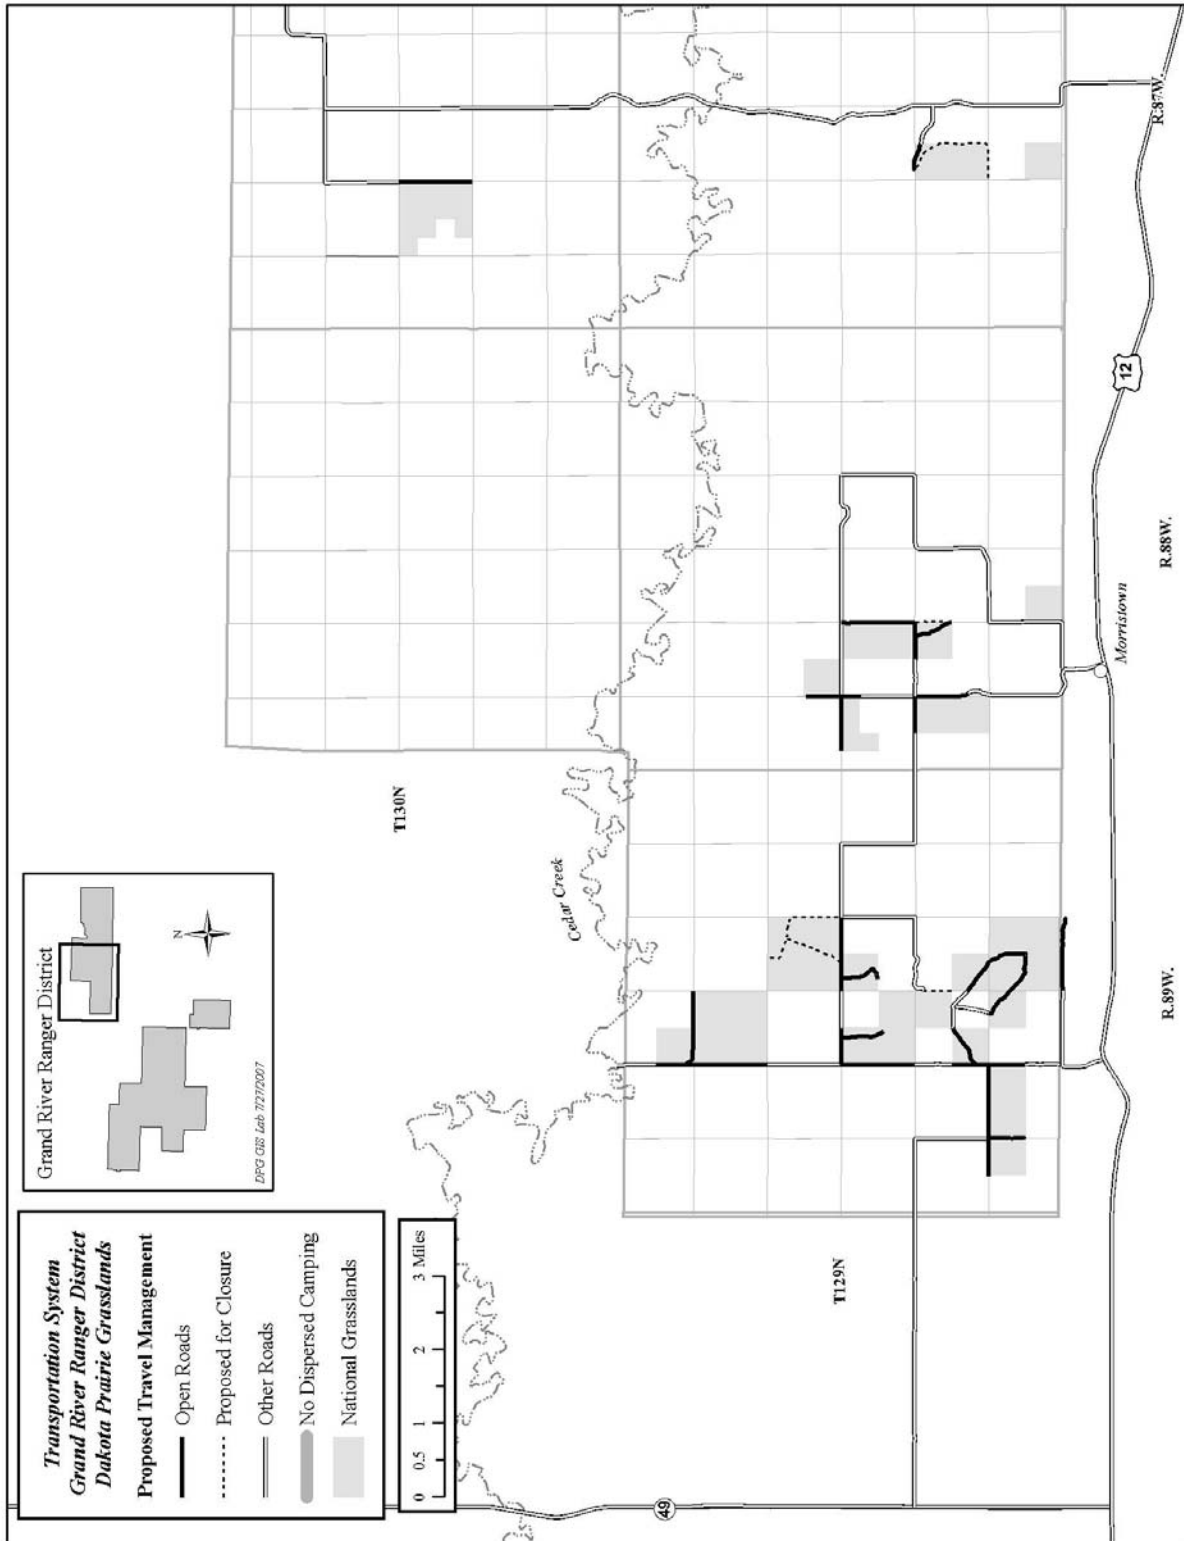 Transportation System
Grand River Ranger District
Dakota Prairie Grasslands
Proposed Travel Management
Open Roads
Proposed for Closure
Other Roads
No Dispersed Camping
National Grasslands
0 0.5 1 2 3 Miles
Grand River Ranger District
N
DPG GIS Lab 7/27/2007
T130N
Cedar Creek
T129N
49
12
Morristown
R.89W.
R.88W.
R.87W.